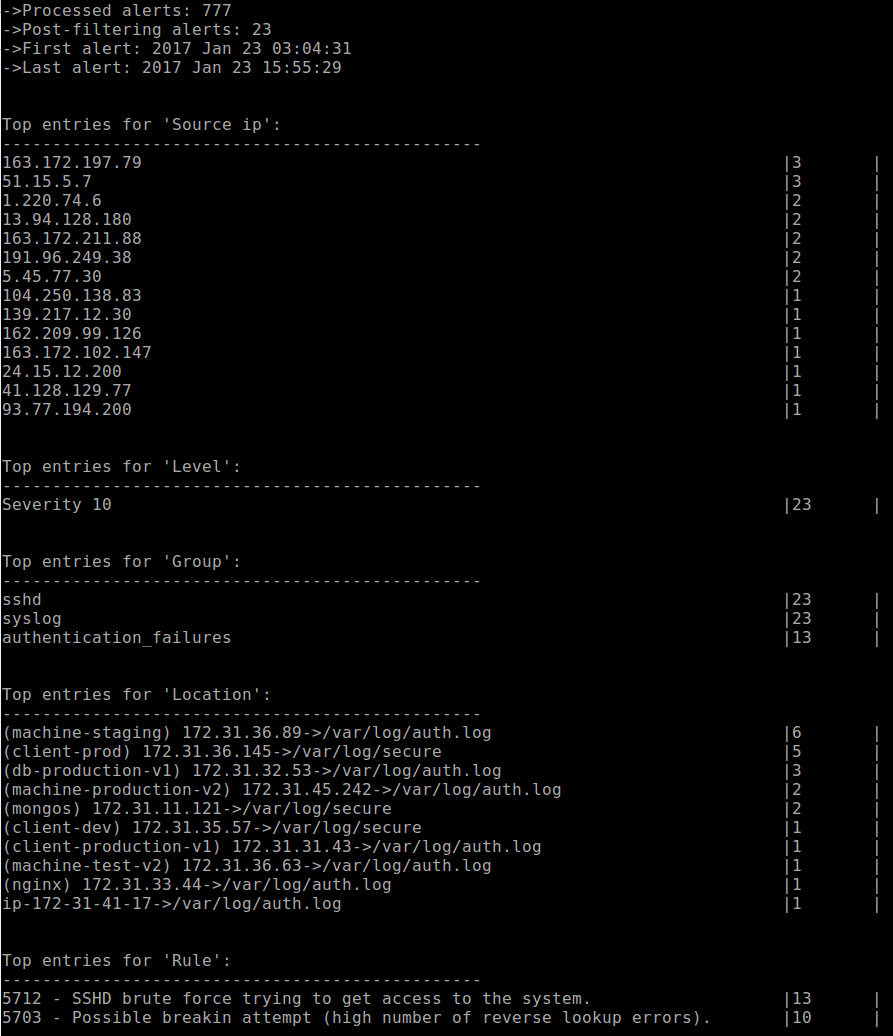 ->Processed alerts: 777
->Post-filtering alerts: 23
->First alert: 2017 Jan 23 03:04:31
->Last alert: 2017 Jan 23 15:55:29
Top entries for 'Source ip':
------------------------------------------------
163.172.197.79 |3 |
51.15.5.7 |3 |
1.220.74.6 |2 |
13.94.128.180 |2 |
163.172.211.88 |2 |
191.96.249.38 |2 |
5.45.77.30 |2 |
104.250.138.83 |1 |
139.217.12.30 |1 |
162.209.99.126 |1 |
163.172.102.147 |1 |
24.15.12.200 |1 |
41.128.129.77 |1 |
93.77.194.200 |1 |
Top entries for 'Level':
------------------------------------------------
Severity 10 |23 |
Top entries for 'Group':
------------------------------------------------
sshd |23 |
syslog |23 |
authentication_failures |13 |
Top entries for 'Location':
------------------------------------------------
(machine-staging) 172.31.36.89->/var/log/auth.log |6 |
(client-prod) 172.31.36.145->/var/log/secure |5 |
(db-production-v1) 172.31.32.53->/var/log/auth.log |3 |
(machine-production-v2) 172.31.45.242->/var/log/auth.log |2 |
(mongos) 172.31.11.121->/var/log/secure |2 |
(client-dev) 172.31.35.57->/var/log/secure |1 |
(client-production-v1) 172.31.31.43->/var/log/auth.log |1 |
(machine-test-v2) 172.31.36.63->/var/log/auth.log |1 |
(nginx) 172.31.33.44->/var/log/auth.log |1 |
ip-172-31-41-17->/var/log/auth.log |1 |
Top entries for 'Rule':
------------------------------------------------
5712 - SSHD brute force trying to get access to the system. |13 |
5703 - Possible breakin attempt (high number of reverse lookup errors). |10 |